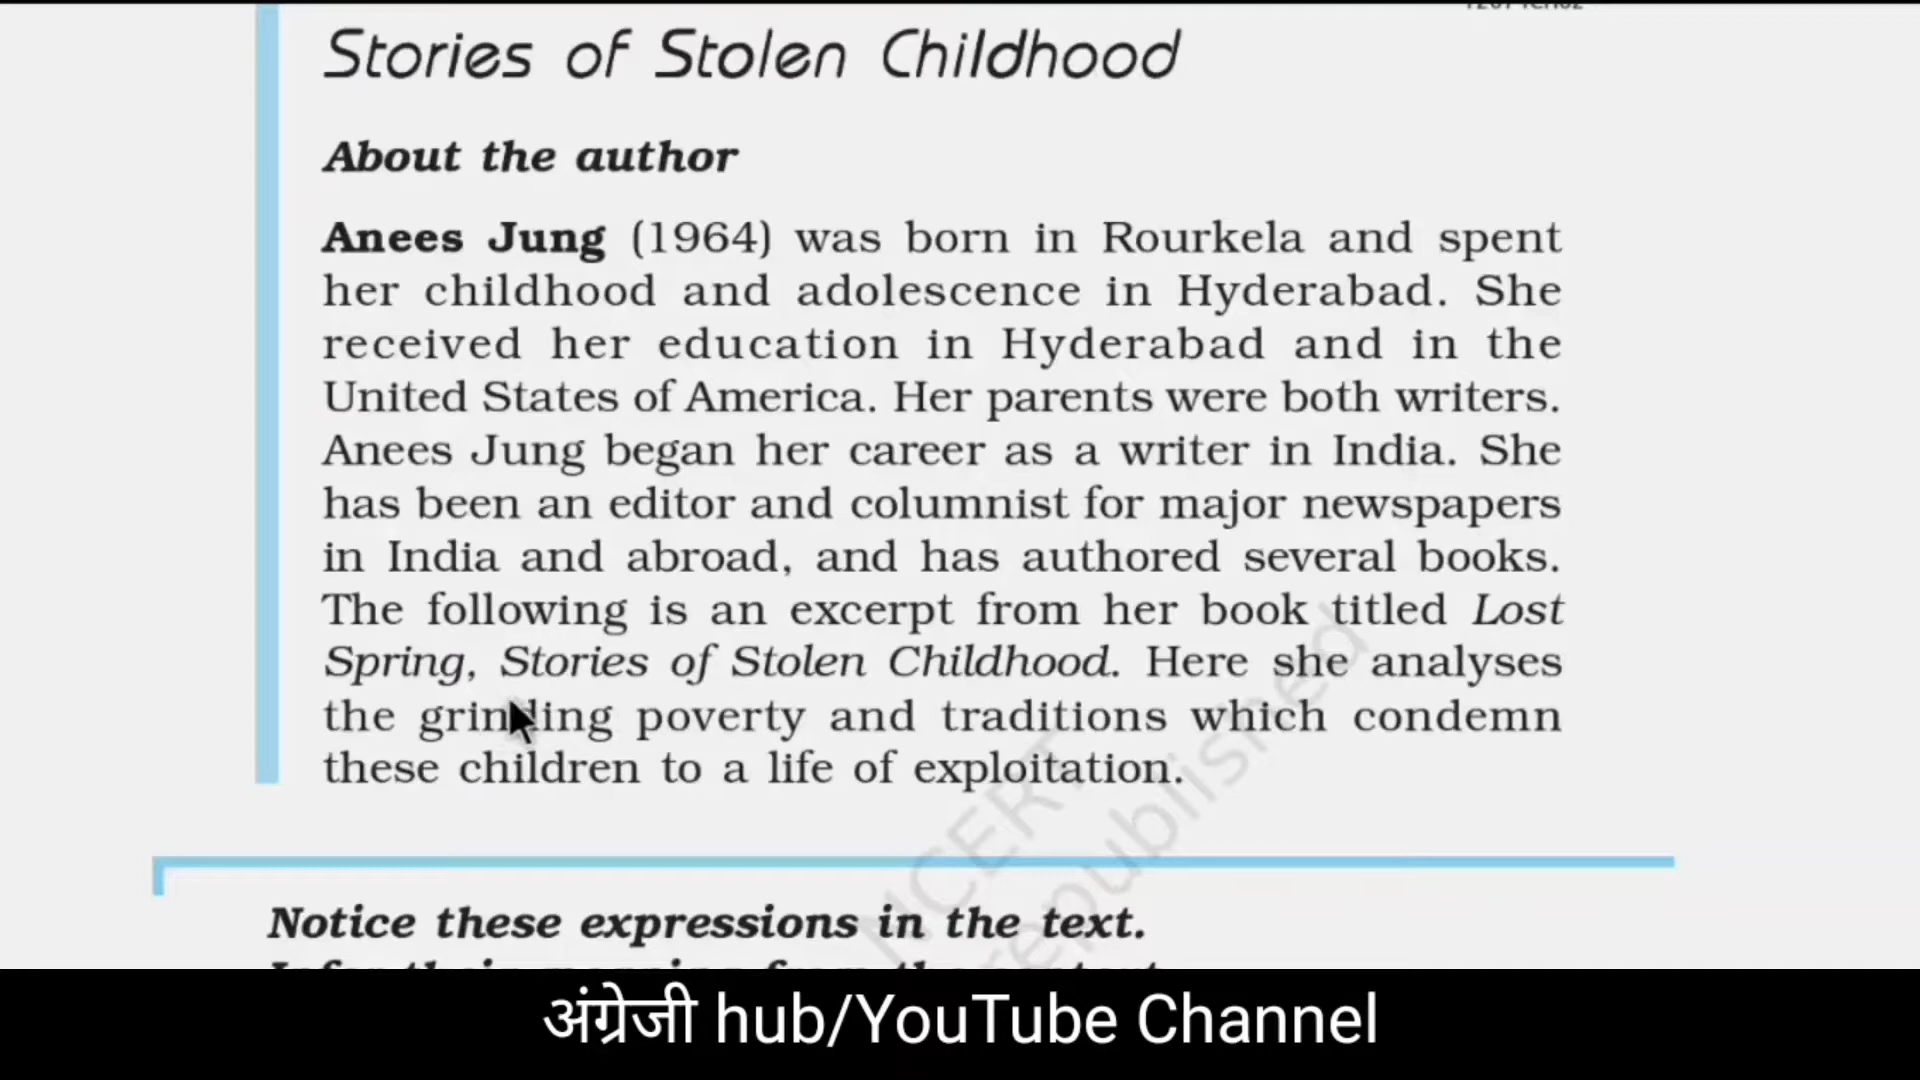 Stories of Stolen Childhood
About the author
Anees Jung (1964) was born in Rourkela and spent
her childhood and adolescence in Hyderabad. She
received her education in Hyderabad and in the
United States of America. Her parents were both writers.
Anees Jung began her career as a writer in India. She
has been an editor and columnist for major newspapers
in India and abroad, and has authored several books.
The following is an excerpt from her book titled Lost
Spring, Stories of Stolen Childhood. Here she analyses
the grinding poverty and traditions which condemn
these children to a life of exploitation.
NCERT
republished
Notice these expressions in the text.
अंग्रेजी hub/YouTube Channel